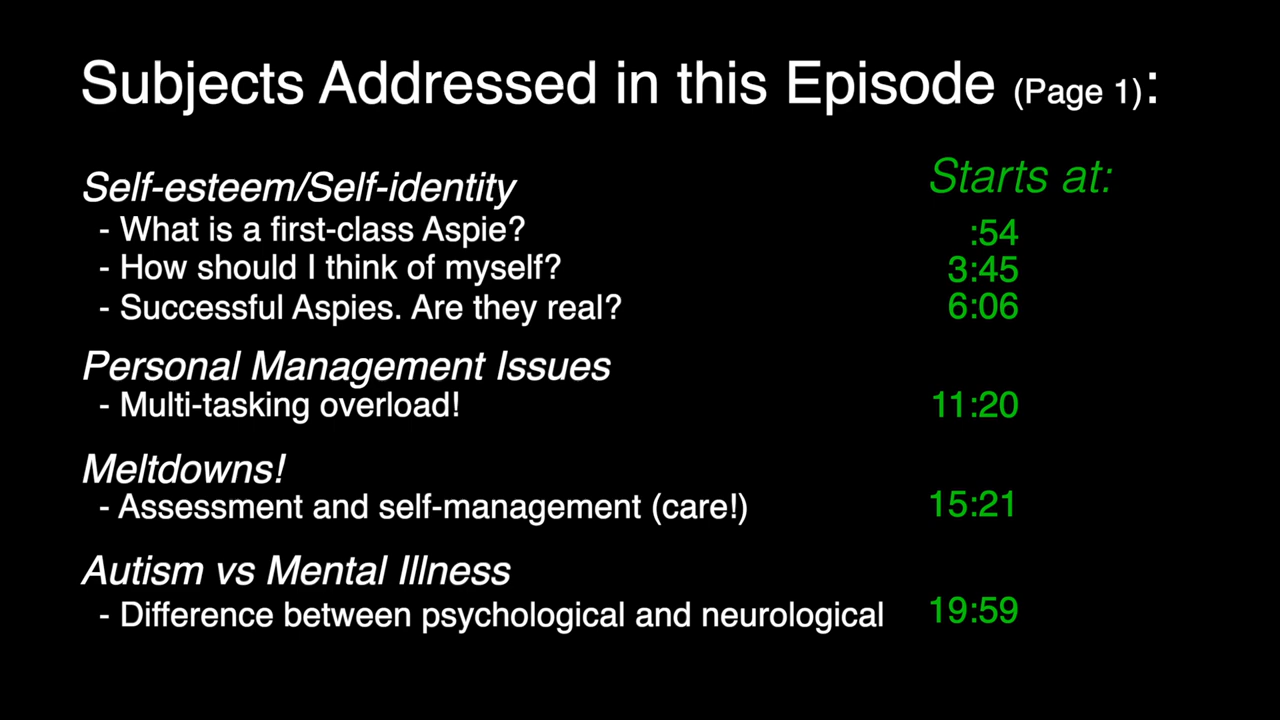 Subjects Addressed in this Episode (Page 1):
Starts at:
Self-esteem/Self-identity
- What is a first-class Aspie? :54
- How should I think of myself? 3:45
- Successful Aspies. Are they real? 6:06
Personal Management Issues
- Multi-tasking overload! 11:20
Meltdowns!
- Assessment and self-management (care!) 15:21
Autism vs Mental Illness
- Difference between psychological and neurological 19:59